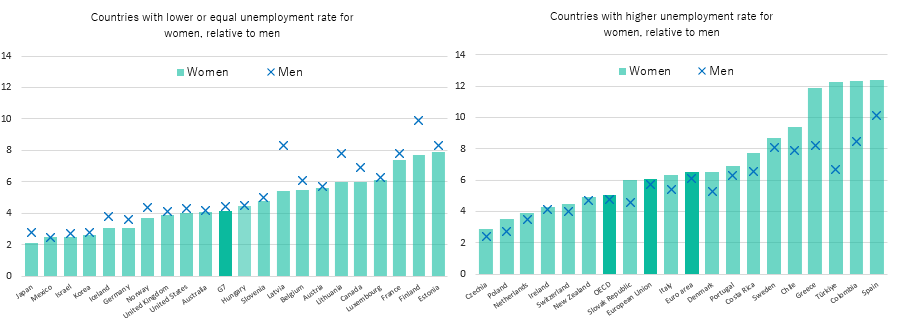 Countries with lower or equal unemployment rate for
women, relative to men
14
12
10
8
6
4
2
0
Women
Men
Japan
Mexico
Israel
Korea
Iceland
Germany
Norway
United Kingdom
United States
Australia
G7
Hungary
Slovenia
Latvia
Belgium
Austria
Lithuania
Canada
Luxembourg
France
Finland
Estonia
Countries with higher unemployment rate for
women, relative to men
14
12
10
8
6
4
2
0
Women
Men
Czechia
Poland
Netherlands
Ireland
Switzerland
New Zealand
OECD
Slovak Republic
European Union
Italy
Euro area
Denmark
Portugal
Costa Rica
Sweden
Chile
Greece
Türkiye
Colombia
Spain